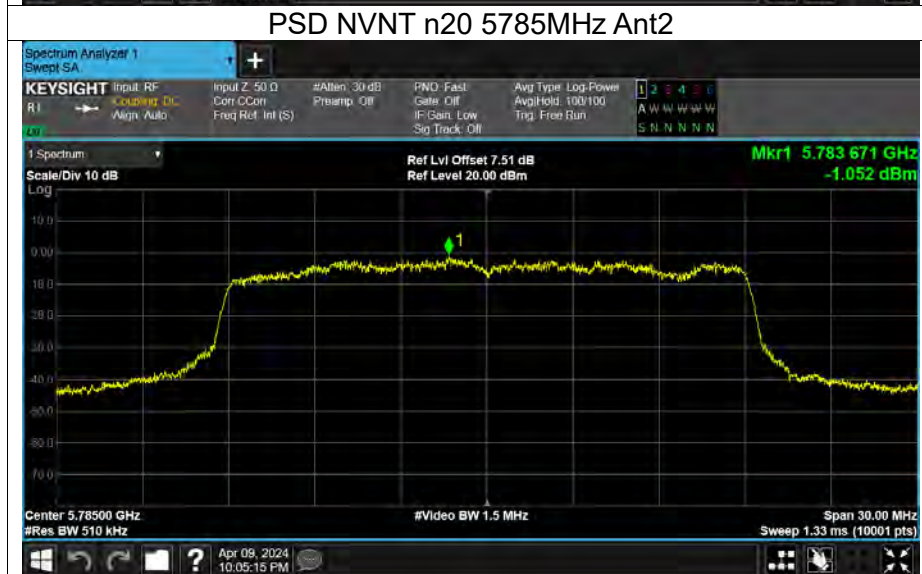 PSD NVNT n20 5785MHz Ant2
Spectrum Analyzer 1
Swept SA
+
KEYSIGHT Input: RF Input Z: 50 Ω #Atten: 30 dB PNO: Fast Avg Type: Log-Power 1 2 3 4 5 6
Coupling: DC Corr CCorr Preamp: Off Gate: Off Avg|Hold: 100/100 A W W W W W
Align: Auto Freq Ref: Int (S) IF Gain: Low Trig: Free Run
Sig Track: Off S N N N N N
1 Spectrum Ref Lvl Offset 7.51 dB Mkr1 5.783 671 GHz
Scale/Div 10 dB Ref Level 20.00 dBm -1.052 dBm
Log
10.0
0.00
-10.0
-20.0
-30.0
-40.0
-50.0
-60.0
-70.0
1
Center 5.78500 GHz #Video BW 1.5 MHz Span 30.00 MHz
#Res BW 510 kHz Sweep 1.33 ms (10001 pts)
? Apr 09, 2024
10:05:15 PM